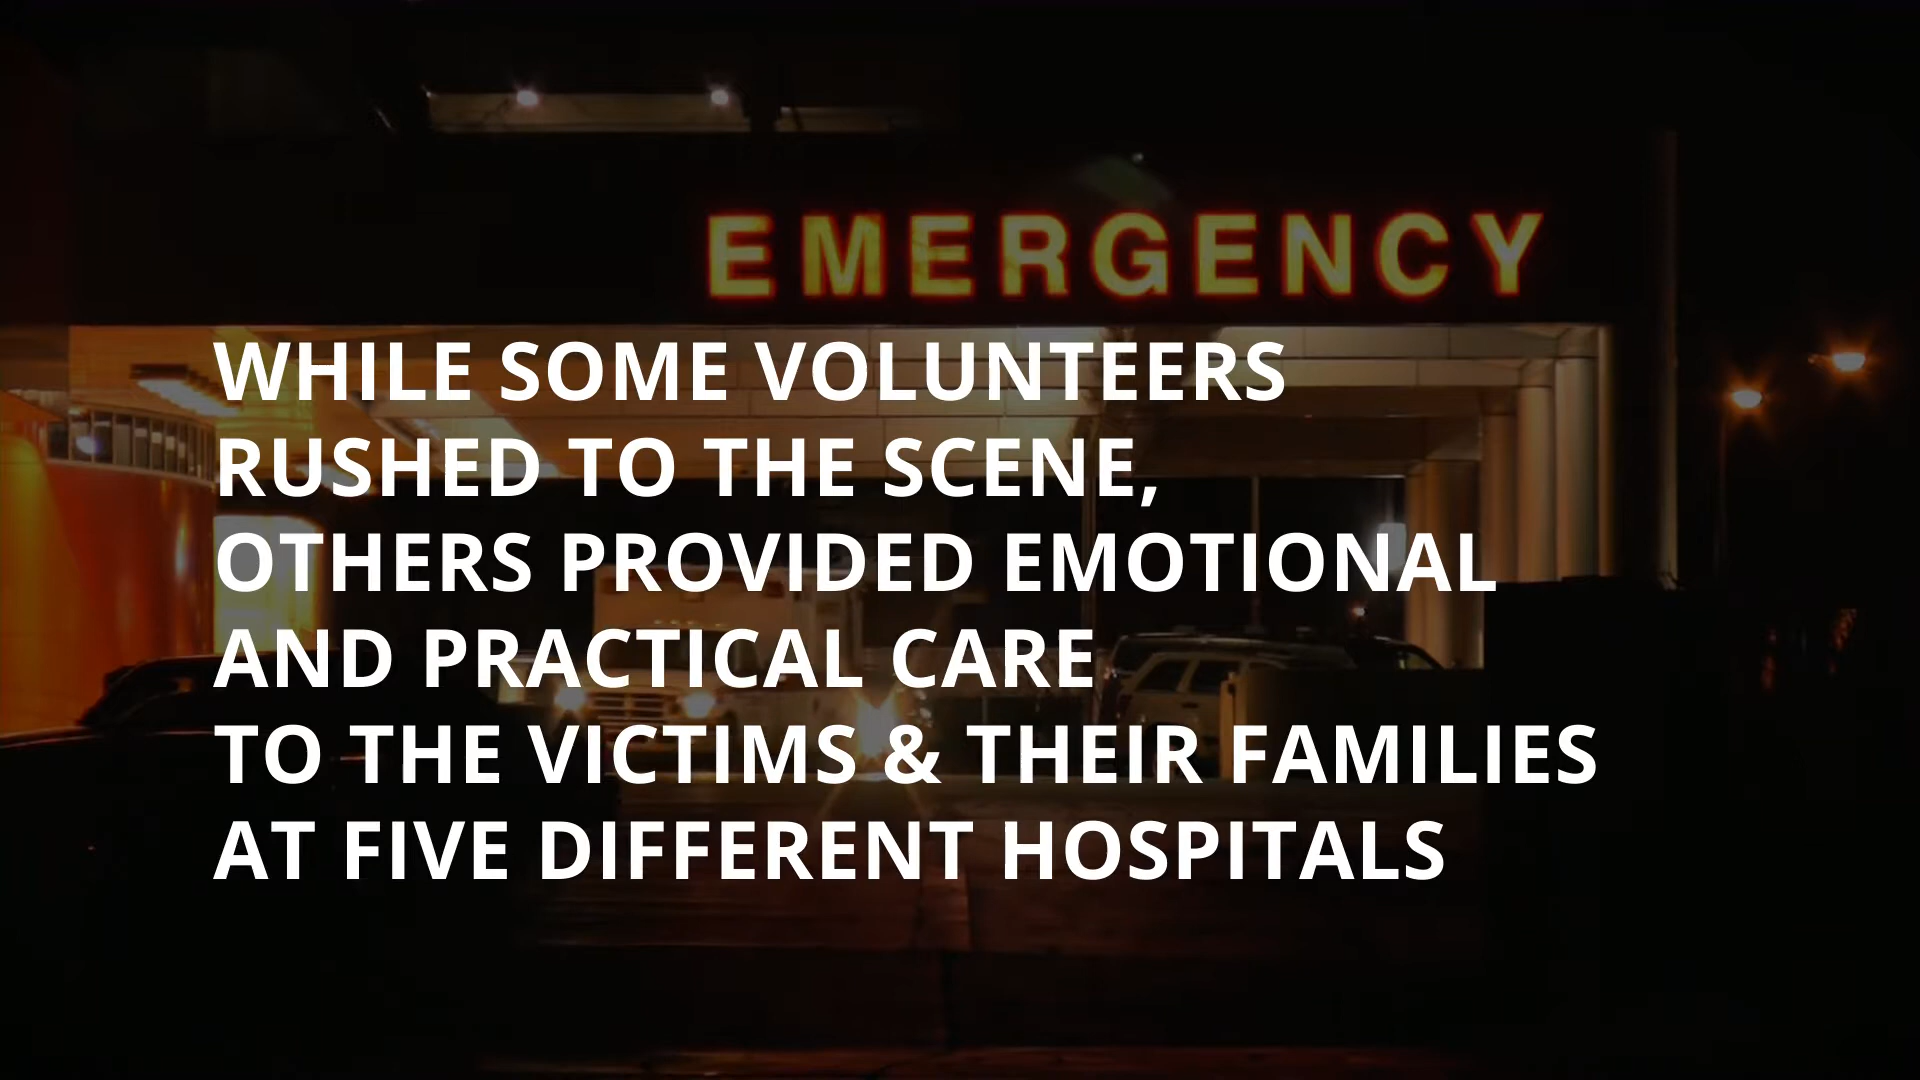 EMERGENCY
WHILE SOME VOLUNTEERS
RUSHED TO THE SCENE,
OTHERS PROVIDED EMOTIONAL
AND PRACTICAL CARE
TO THE VICTIMS & THEIR FAMILIES
AT FIVE DIFFERENT HOSPITALS